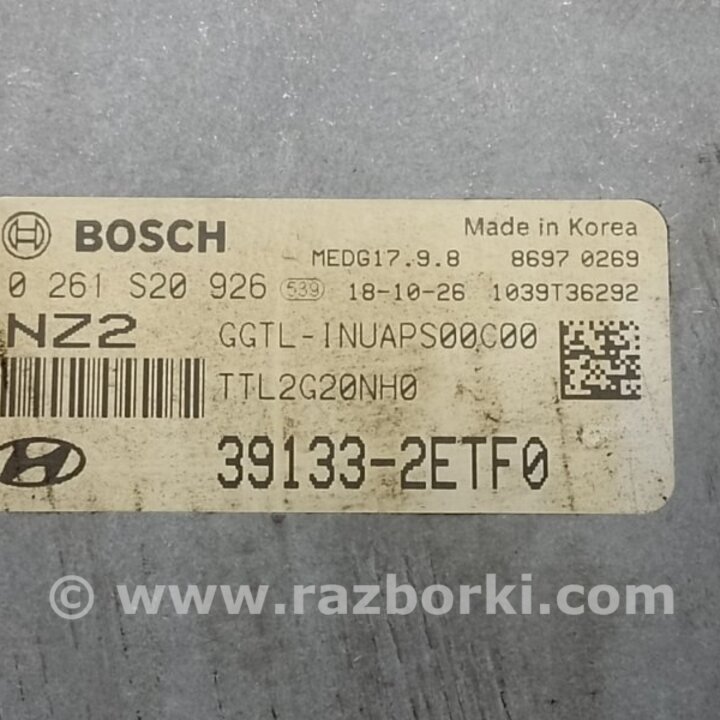 BOSCH
Made in Korea
MEDG17.9.8 8697 0269
0 261 S20 926 539 18-10-26 1039T36292
NZ2 GGTL-INUAPS00C00
TTL2G20NH0
39133-2ETF0
© www.razborki.com